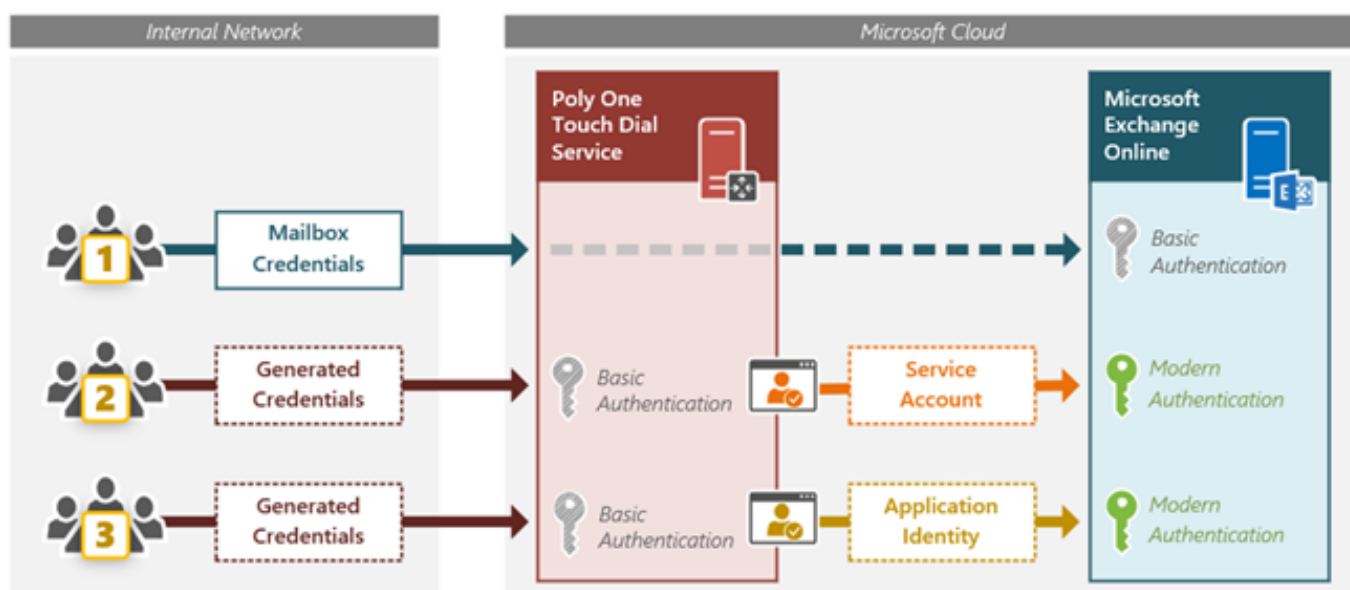 Internal Network
Microsoft Cloud
Poly One
Touch Dial
Service
Microsoft
Exchange
Online
E
1
Mailbox
Credentials
Basic
Authentication
2
Generated
Credentials
Basic
Authentication
Service
Account
Modern
Authentication
3
Generated
Credentials
Basic
Authentication
Application
Identity
Modern
Authentication